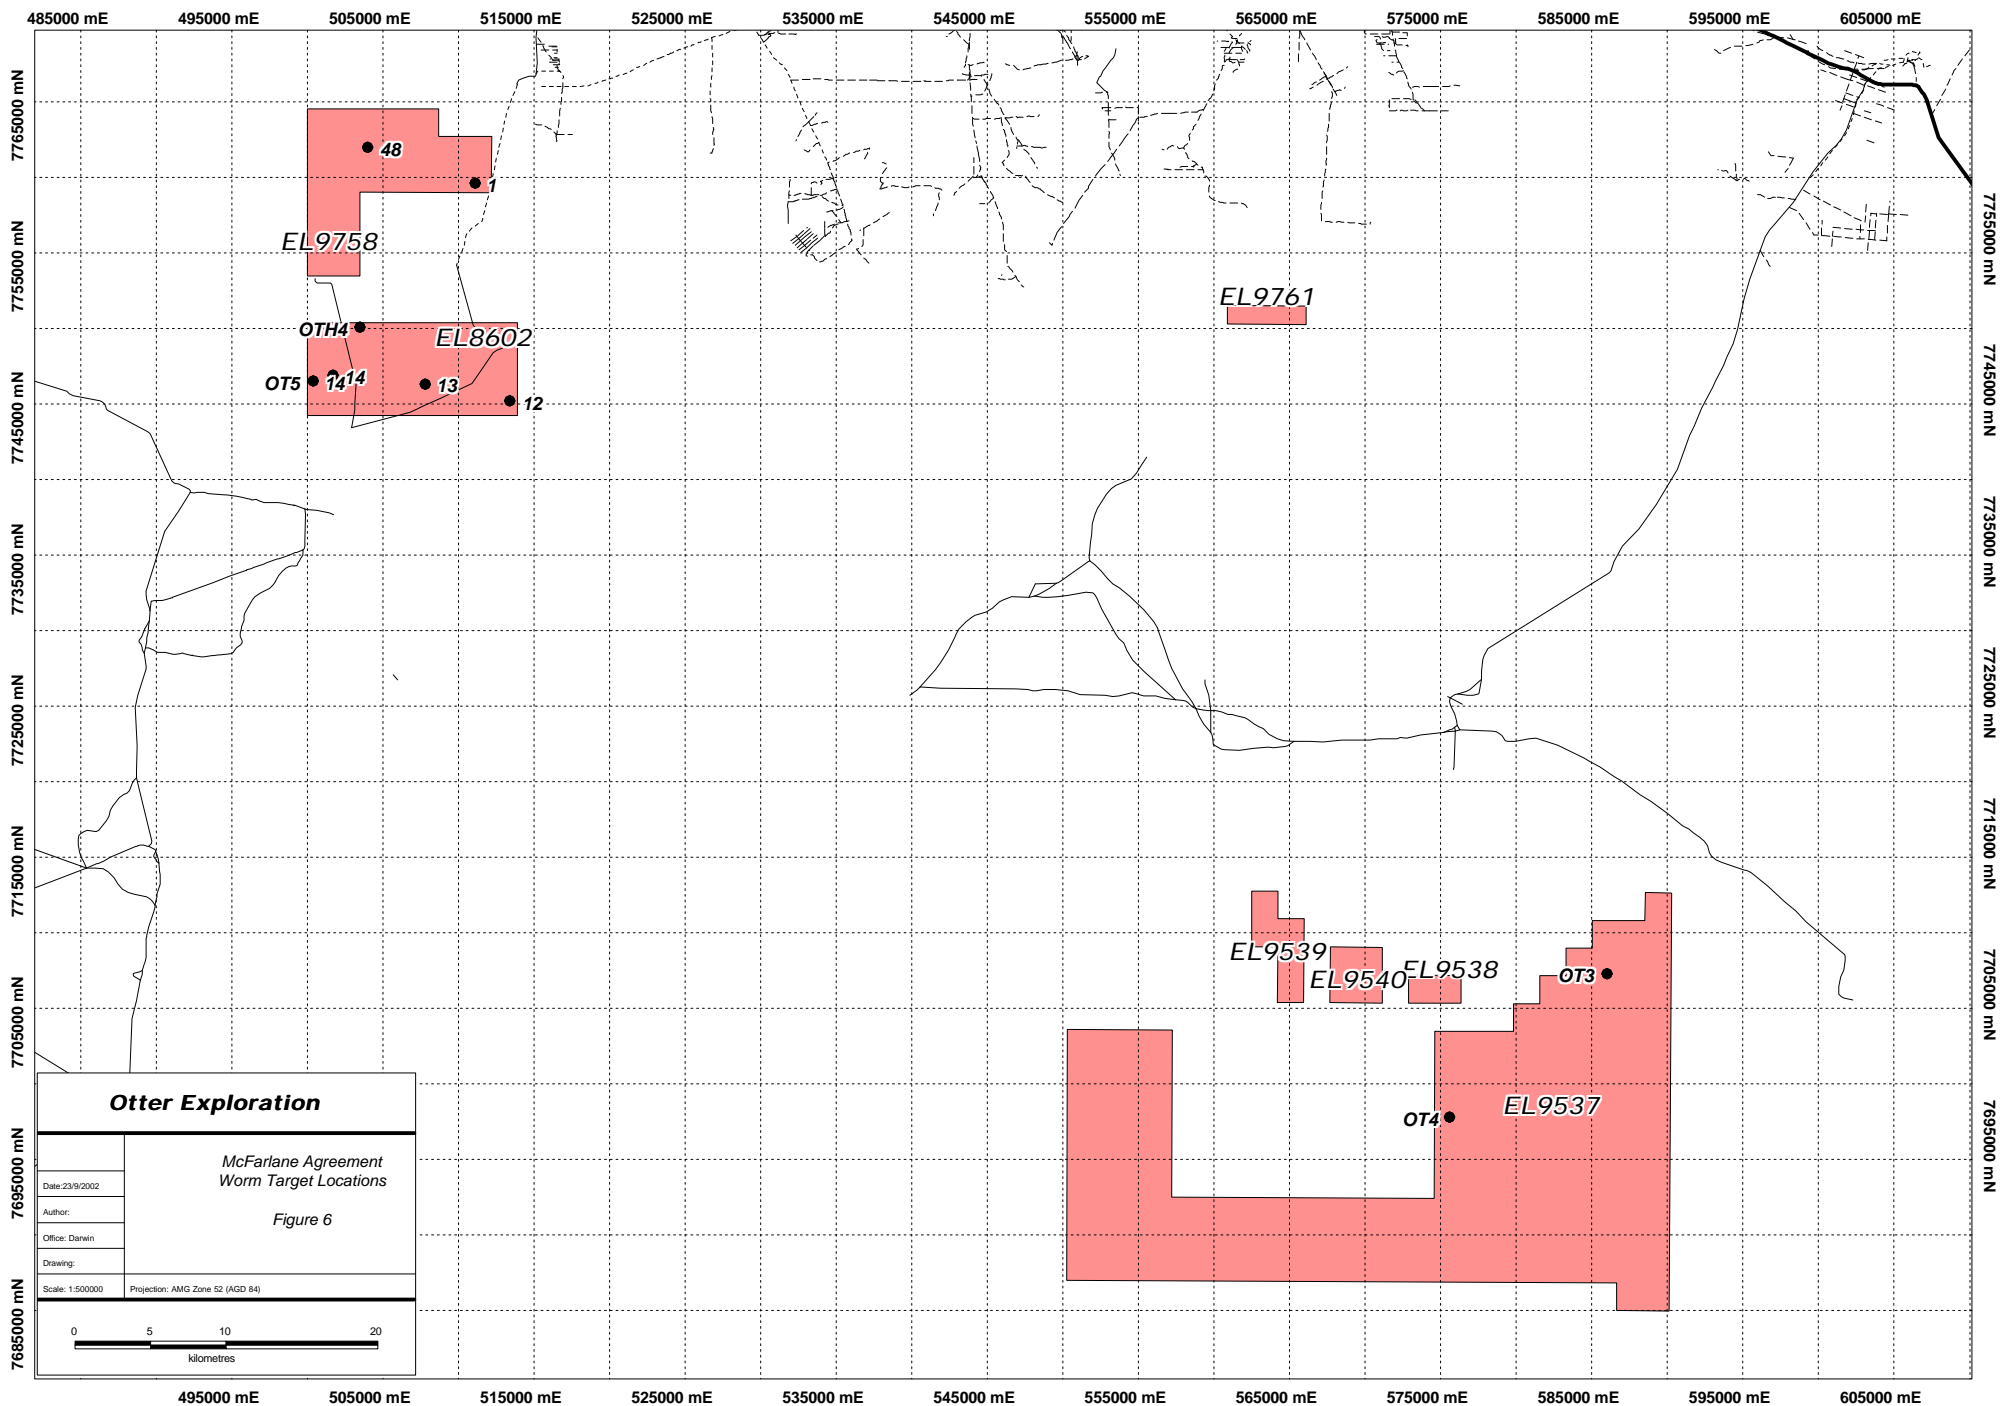 485000 mE 495000 mE 505000 mE 515000 mE 525000 mE 535000 mE 545000 mE 555000 mE 565000 mE 575000 mE 585000 mE 595000 mE 605000 mE
7765000 mN
7755000 mN
7745000 mN
7735000 mN
7725000 mN
7715000 mN
7705000 mN
7695000 mN
7685000 mN
48
1
EL9758
EL9761
OTH4
EL8602
OT5
14
14
13
12
EL9539
EL9540
EL9538
OT3
OT4
EL9537
7755000 mN
7745000 mN
7735000 mN
7725000 mN
7715000 mN
7705000 mN
7695000 mN
Otter Exploration
McFarlane Agreement
Worm Target Locations
Figure 6
Date:23/9/2002
Author:
Office: Darwin
Drawing:
Scale: 1:500000
Projection: AMG Zone 52 (AGD 84)
0 5 10 20
kilometres
495000 mE 505000 mE 515000 mE 525000 mE 535000 mE 545000 mE 555000 mE 565000 mE 575000 mE 585000 mE 595000 mE 605000 mE